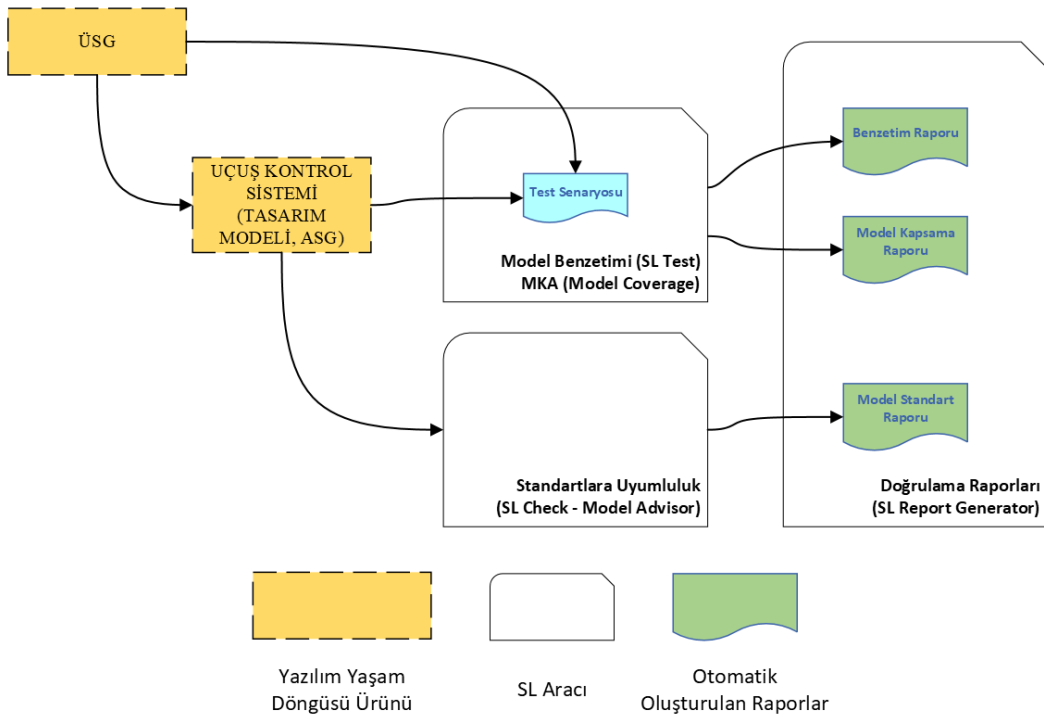 ÜSG
UÇUŞ KONTROL
SİSTEMİ
(TASARIM
MODELİ, ASG)
Test Senaryosu
Model Benzetimi (SL Test)
MKA (Model Coverage)
Benzetim Raporu
Model Kapsama
Raporu
Model Standart
Raporu
Standartlara Uyumluluk
(SL Check - Model Advisor)
Doğrulama Raporları
(SL Report Generator)
Yazılım Yaşam
Döngüsü Ürünü
SL Aracı
Otomatik
Oluşturulan Raporlar